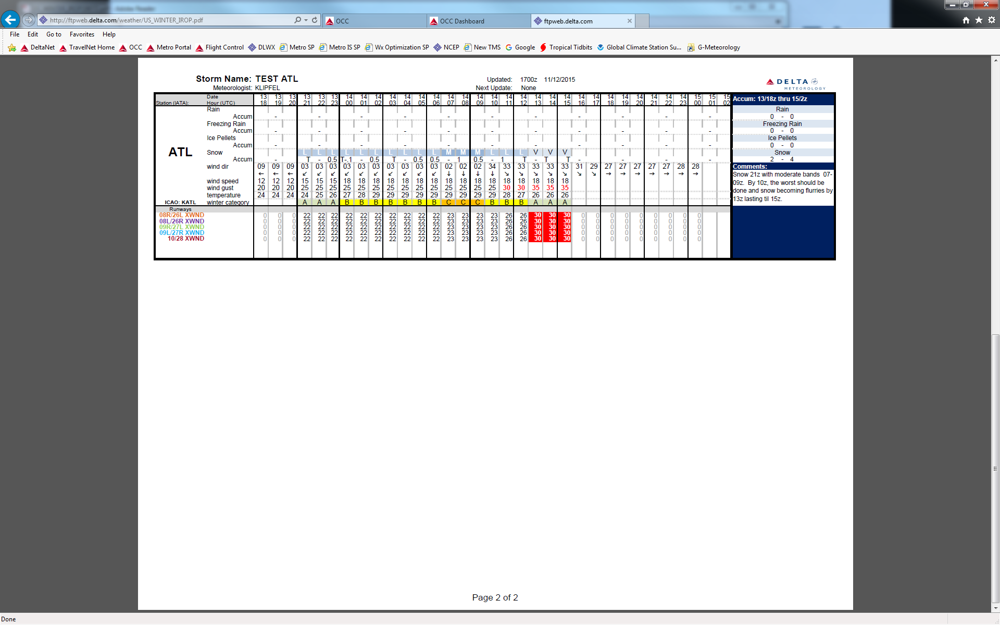 http://ftpweb.delta.com/weather/US_WINTER_IROP.pdf
OCC
OCC Dashboard
ftpweb.delta.com
File Edit Go to Favorites Help
DeltaNet TravelNet Home OCC Metro Portal Flight Control DLWX Metro SP Metro IS SP Wx Optimization SP NCEP New TMS Google Tropical Tidbits Global Climate Station Su... G-Meteorology
Storm Name: TEST ATL
Updated: 1700z 11/12/2015
DELTA
METEOROLOGY
Meteorologist: KLIPFEL
Next Update: None
Date 13 13 13 13 13 13 14 14 14 14 14 14 14 14 14 14 14 14 14 14 14 14 14 14 14 14 14 14 14 14 15 15 15
Station (IATA): Hour (UTC) 18 19 20 21 22 23 00 01 02 03 04 05 06 07 08 09 10 11 12 13 14 15 16 17 18 19 20 21 22 23 00 01 02
Accum: 13/18z thru 15/2z
Rain
Accum - - - - - - - - - - -
Freezing Rain
Accum - - - - - - - - - - -
Ice Pellets
Accum - - - - - - - - - - -
ATL
Snow L L L L L L L L L L M M M L L L V V V
Accum - T - 0.5 T-.1 - 0.5 T - 0.5 0.5 - 1 0.5 - 1 T - T T - - - -
wind dir 09 09 09 03 03 03 03 03 03 03 03 03 03 02 02 02 34 33 33 33 33 33 31 29 27 27 27 27 27 28 28
← ← ← ↙ ↙ ↙ ↙ ↙ ↙ ↙ ↙ ↙ ↙ ↓ ↓ ↓ ↓ ↘ ↘ ↘ ↘ ↘ ↘ ↘ → → → → → → →
wind speed 12 12 12 15 15 15 18 18 18 18 18 18 18 18 18 18 18 18 18 18 18 18
wind gust 20 20 20 25 25 25 25 25 25 25 25 25 25 25 25 25 25 30 30 35 35 35
temperature 24 24 24 24 25 26 27 28 29 29 29 29 29 29 29 29 29 28 27 26 26 26
ICAO: KATL winter category A A A B B B B B B B C C C B B B A A A
Runways
08R/26L XWND 0 0 0 22 22 22 22 22 22 22 22 22 22 23 23 23 23 26 26 30 30 30 0 0 0 0 0 0 0 0 0
08L/26R XWND 0 0 0 22 22 22 22 22 22 22 22 22 22 23 23 23 23 26 26 30 30 30 0 0 0 0 0 0 0 0 0
09R/27L XWND 0 0 0 22 22 22 22 22 22 22 22 22 22 23 23 23 23 26 26 30 30 30 0 0 0 0 0 0 0 0 0
09L/27R XWND 0 0 0 22 22 22 22 22 22 22 22 22 22 23 23 23 23 26 26 30 30 30 0 0 0 0 0 0 0 0 0
10/28 XWND 0 0 0 22 22 22 22 22 22 22 22 22 22 23 23 23 23 26 26 30 30 30 0 0 0 0 0 0 0 0 0
Rain
0 - 0
Freezing Rain
0 - 0
Ice Pellets
0 - 0
Snow
2 - 4
Comments:
Snow 21z with moderate bands 07-
09z. By 10z, the worst should be
done and snow becoming flurries by
13z lasting til 15z.
Page 2 of 2
Done